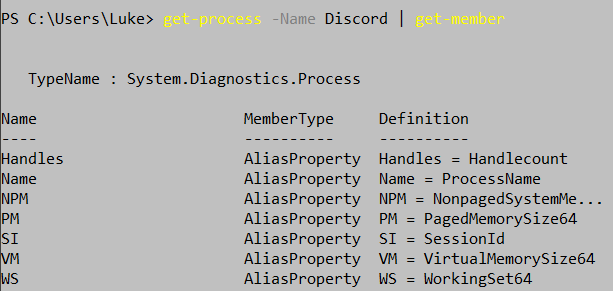 PS C:\Users\Luke> get-process -Name Discord | get-member
TypeName : System.Diagnostics.Process
Name MemberType Definition
---- ---------- ----------
Handles AliasProperty Handles = Handlecount
Name AliasProperty Name = ProcessName
NPM AliasProperty NPM = NonpagedSystemMe...
PM AliasProperty PM = PagedMemorySize64
SI AliasProperty SI = SessionId
VM AliasProperty VM = VirtualMemorySize64
WS AliasProperty WS = WorkingSet64